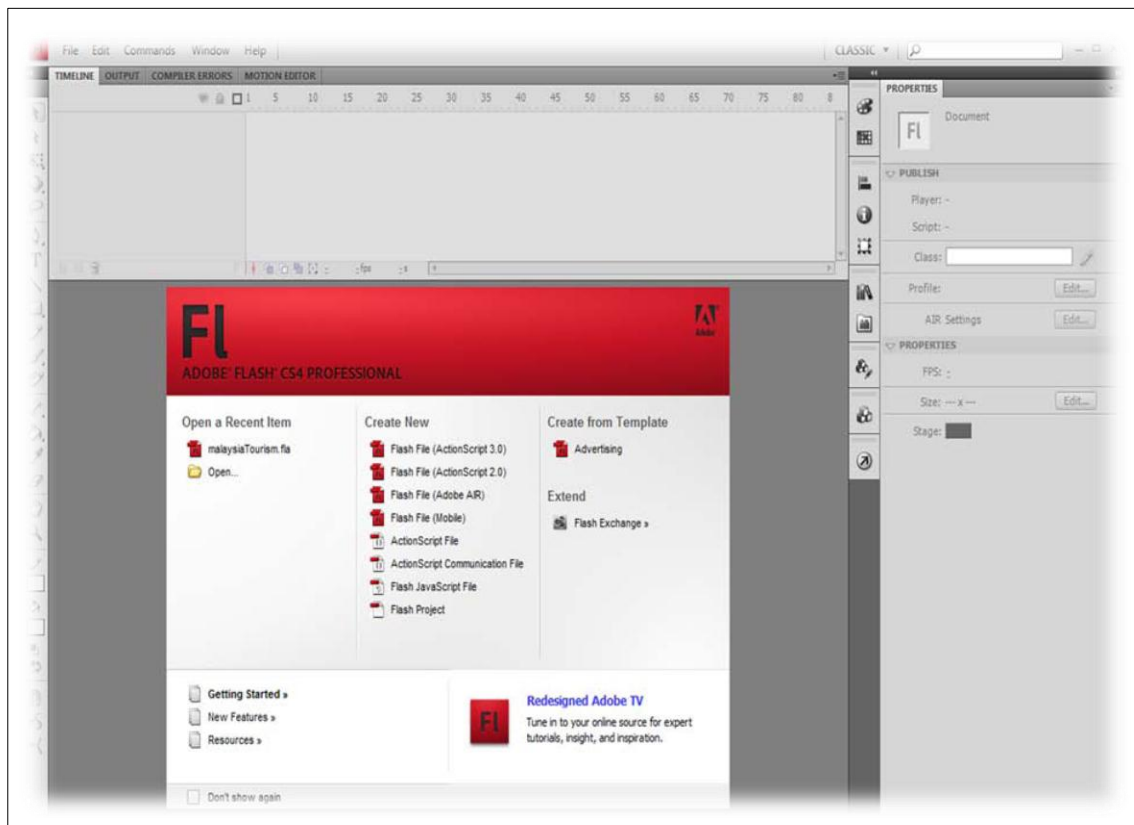 File Edit Commands Window Help
CLASSIC
TIMELINE OUTPUT COMPILER ERRORS MOTION EDITOR
1 5 10 15 20 25 30 35 40 45 50 55 60 65 70 75 80 8
fps s
PROPERTIES
Fl Document
PUBLISH
Player: -
Script: -
Class:
Profile: Edit...
AIR Settings Edit...
PROPERTIES
FPS: -
Size: --- x --- Edit...
Stage:
Fl
Adobe
ADOBE® FLASH® CS4 PROFESSIONAL
Open a Recent Item
malaysiaTourism.fla
Open...
Create New
Flash File (ActionScript 3.0)
Flash File (ActionScript 2.0)
Flash File (Adobe AIR)
Flash File (Mobile)
ActionScript File
ActionScript Communication File
Flash JavaScript File
Flash Project
Create from Template
Advertising
Extend
Flash Exchange »
Getting Started »
New Features »
Resources »
Fl
Redesigned Adobe TV
Tune in to your online source for expert
tutorials, insight, and inspiration.
Don't show again